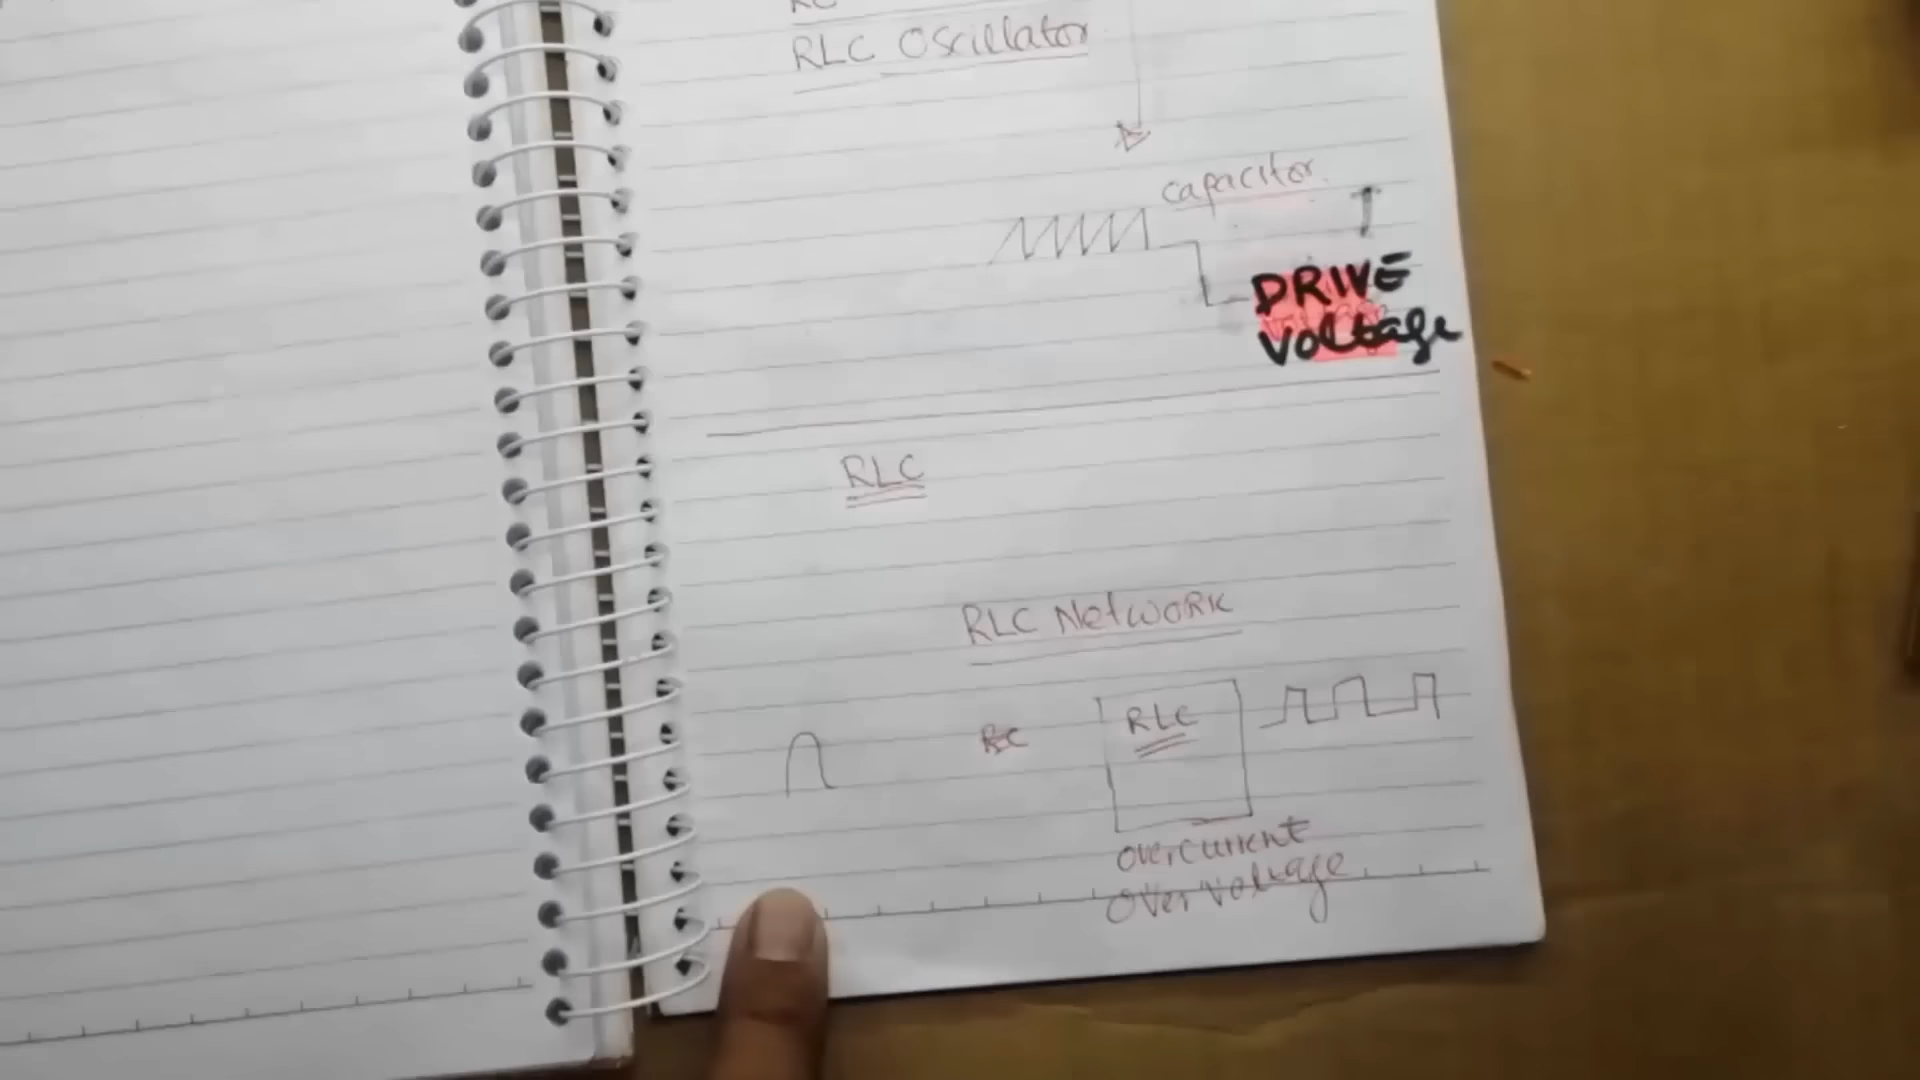 RLC Oscillator
capacitor.
DRIVE
Voltage
RLC
RLC Network
RC
RLC
overcurrent
over voltage